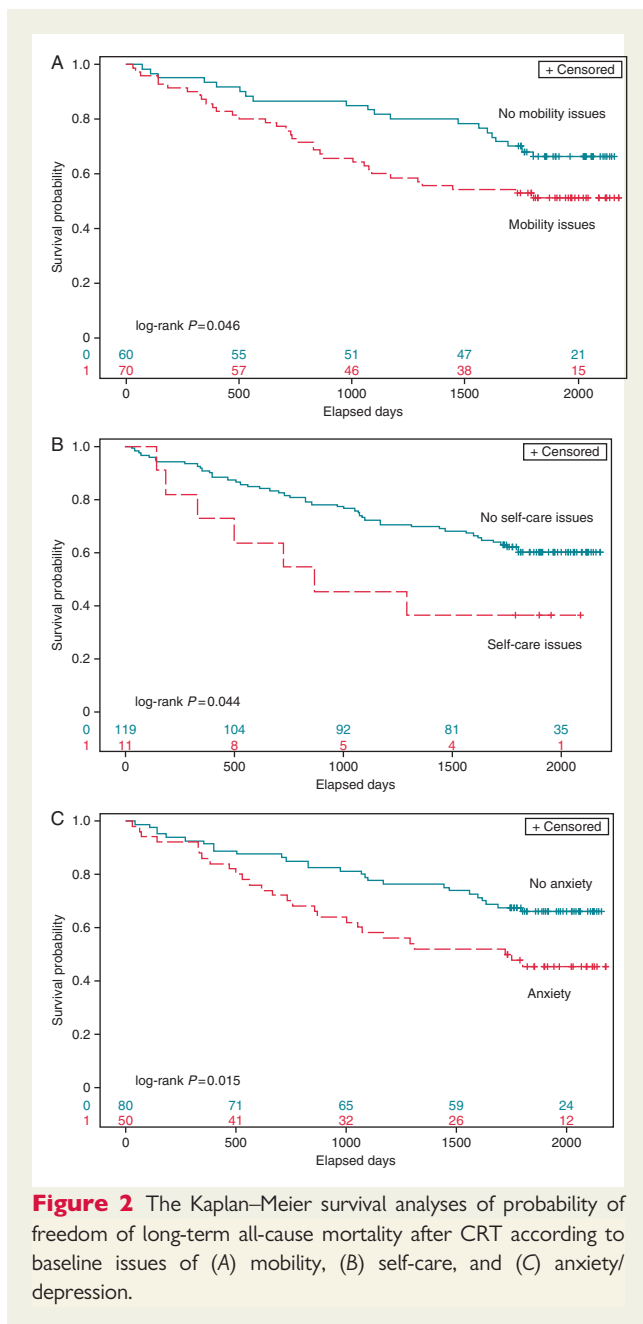 A
1.0
+ Censored
No mobility issues
0.8
0.6
Survival probability
0.4
Mobility issues
0.2
log-rank P=0.046
0
0 60 55 51 47 21
1 70 57 46 38 15
0 500 1000 1500 2000
Elapsed days
B
1.0
+ Censored
0.8
No self-care issues
0.6
Survival probability
0.4
Self-care issues
0.2
log-rank P=0.044
0
0 119 104 92 81 35
1 11 8 5 4 1
0 500 1000 1500 2000
Elapsed days
C
1.0
+ Censored
0.8
No anxiety
0.6
Survival probability
0.4
Anxiety
0.2
log-rank P=0.015
0
0 80 71 65 59 24
1 50 41 32 26 12
0 500 1000 1500 2000
Elapsed days
Figure 2 The Kaplan–Meier survival analyses of probability of
freedom of long-term all-cause mortality after CRT according to
baseline issues of (A) mobility, (B) self-care, and (C) anxiety/
depression.